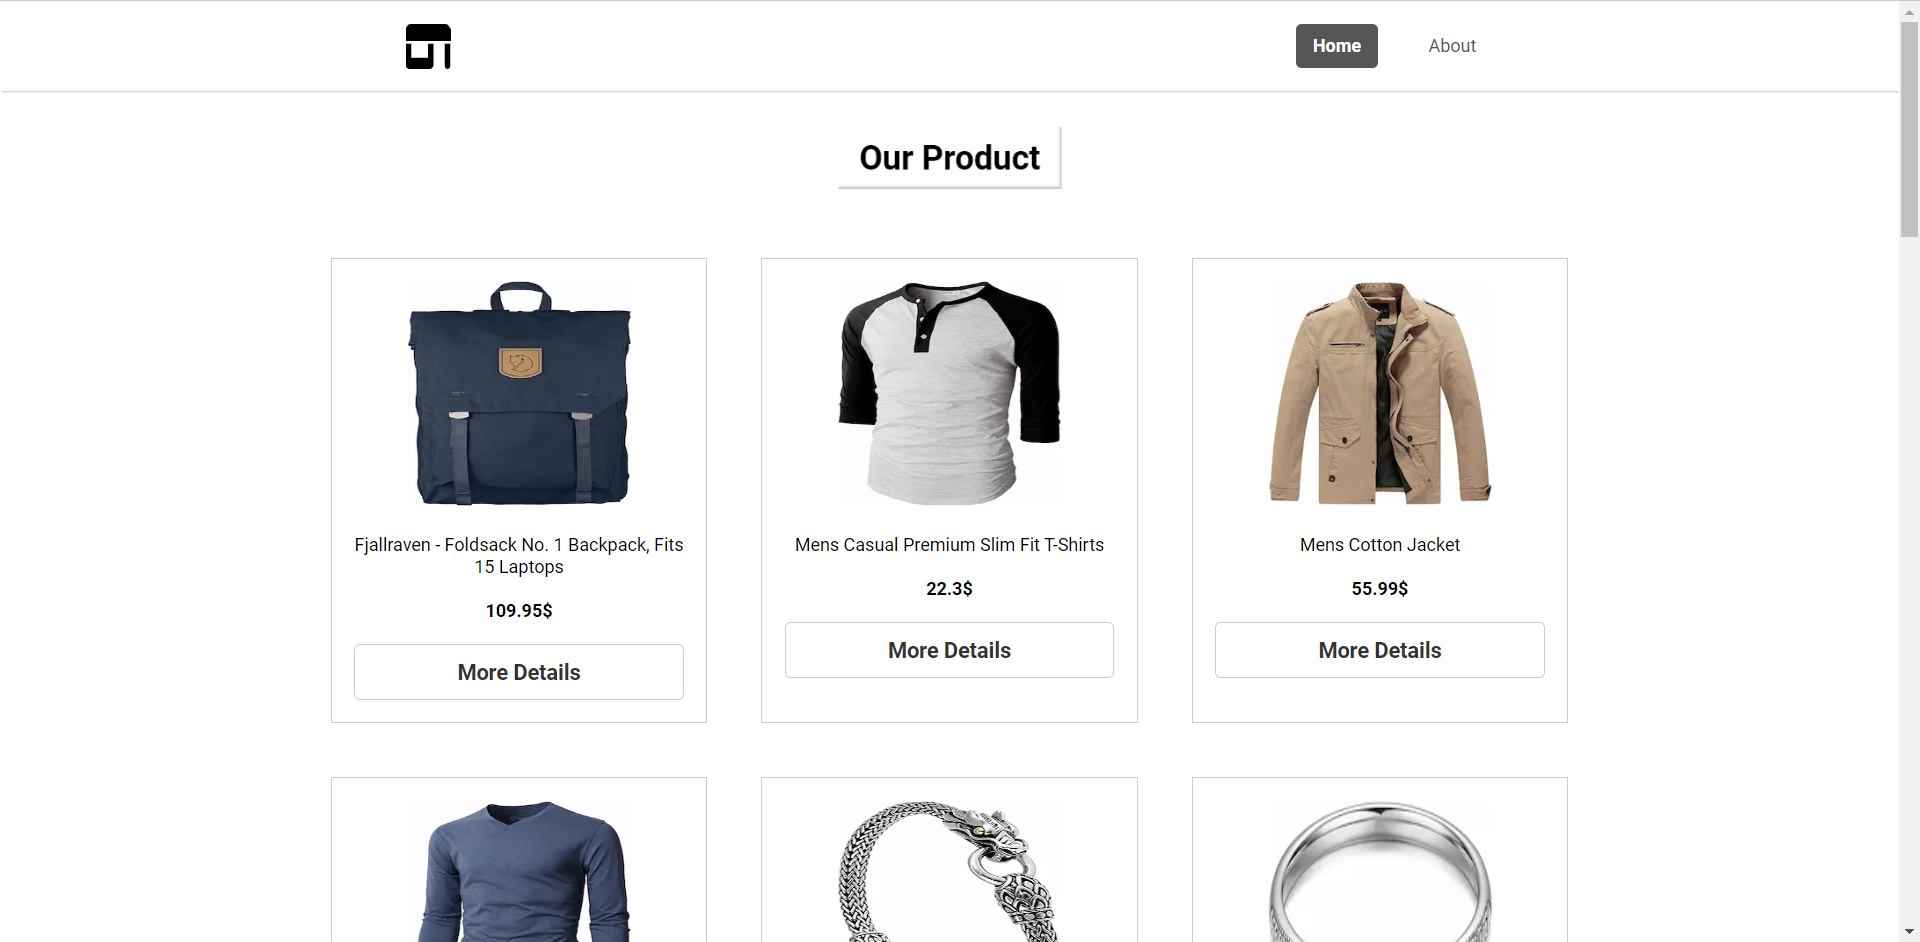 Home
About
Our Product
Fjallraven - Foldsack No. 1 Backpack, Fits
15 Laptops
109.95$
More Details
Mens Casual Premium Slim Fit T-Shirts
22.3$
More Details
Mens Cotton Jacket
55.99$
More Details